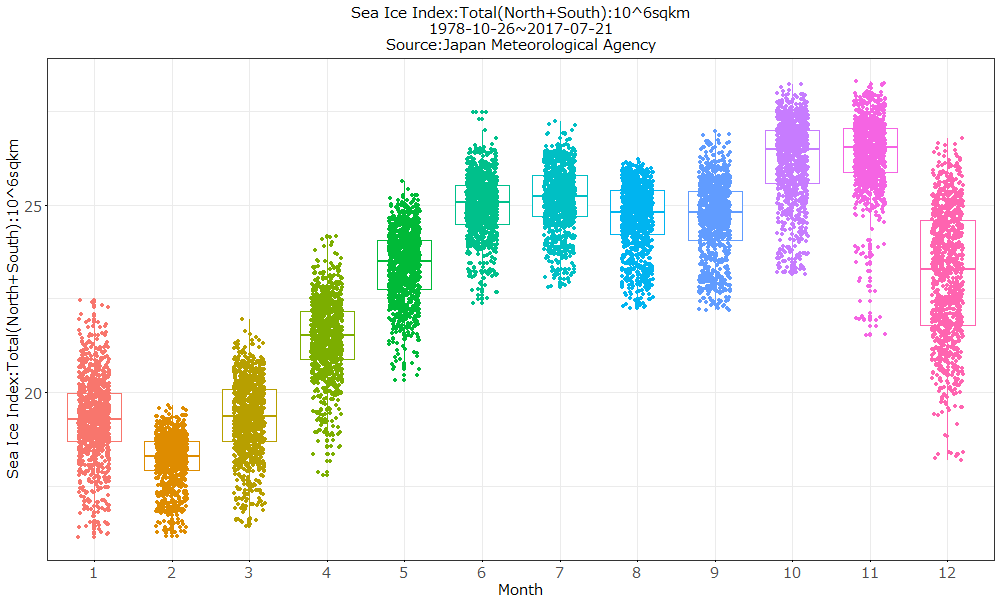 Sea Ice Index:Total(North+South):10^6sqkm
1978-10-26~2017-07-21
Source:Japan Meteorological Agency
Sea Ice Index:Total(North+South):10^6sqkm
25
20
1 2 3 4 5 6 7 8 9 10 11 12
Month